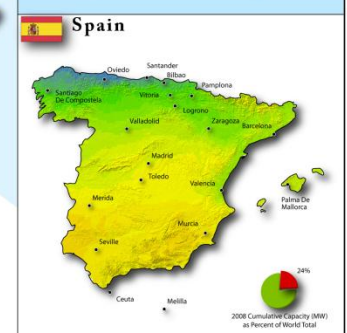 Spain
Santander
Oviedo
Bilbao
Santiago
De Compostela
Vitoria
Pamplona
Logrono
Valladolid
Zaragoza
Barcelona
Madrid
Toledo
Valencia
Palma De
Mallorca
Merida
Murcia
Seville
Ceuta
Melilla
24%
2008 Cumulative Capacity (MW)
as Percent of World Total